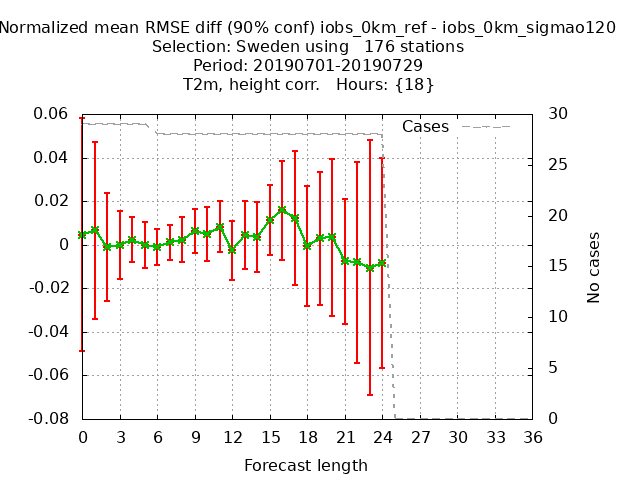 Normalized mean RMSE diff (90% conf) iobs_0km_ref - iobs_0km_sigmao120
Selection: Sweden using   176 stations
Period: 20190701-20190729
T2m, height corr.   Hours: {18}
Cases
0.06
0.04
0.02
0
-0.02
-0.04
-0.06
-0.08
30
25
20
15
10
5
0
No cases
0 3 6 9 12 15 18 21 24 27 30 33 36
Forecast length